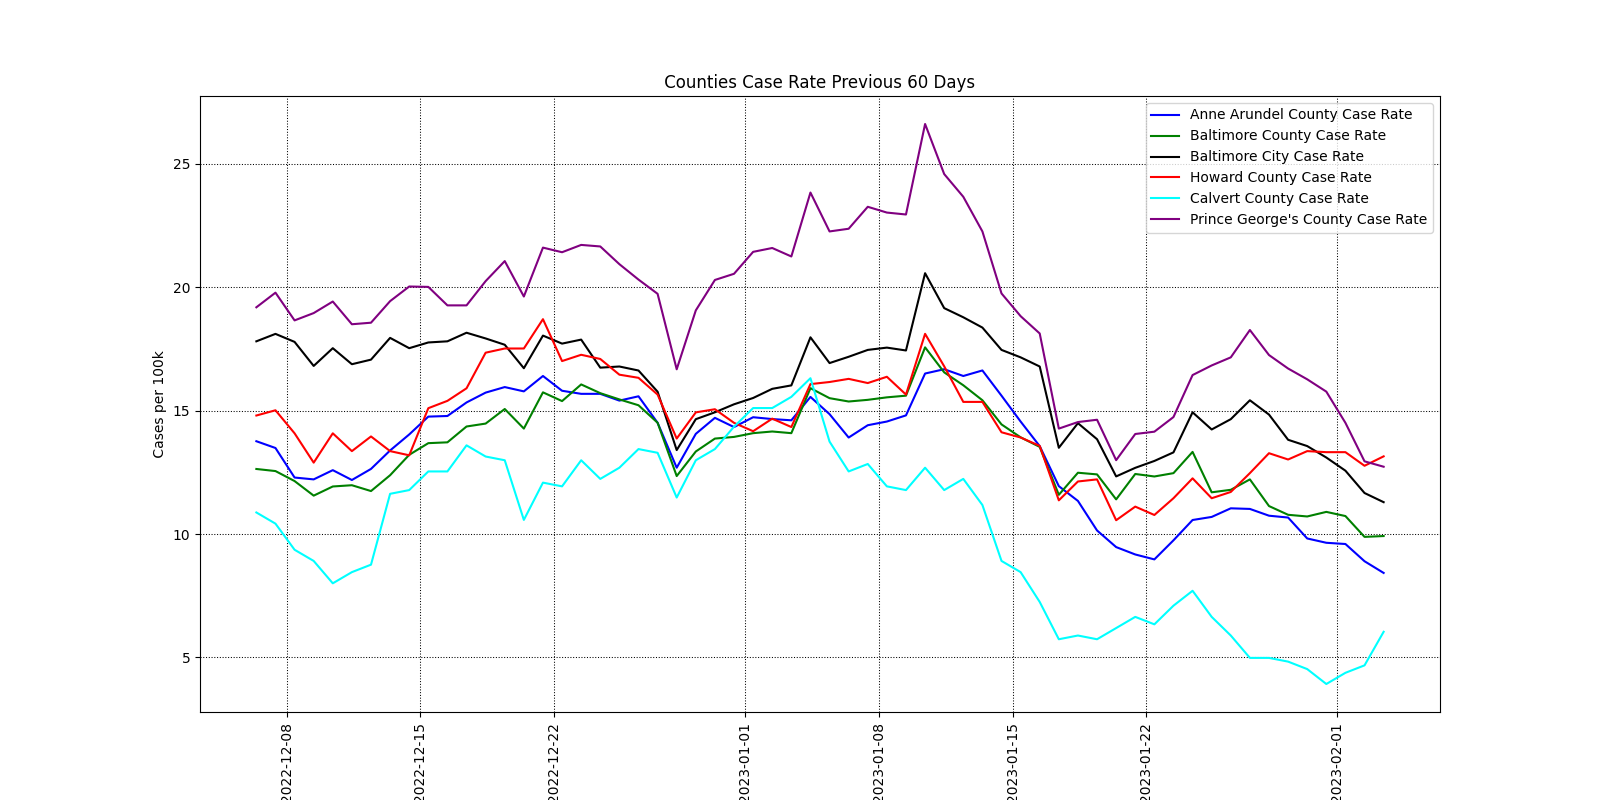 Counties Case Rate Previous 60 Days
Anne Arundel County Case Rate
Baltimore County Case Rate
Baltimore City Case Rate
Howard County Case Rate
Calvert County Case Rate
Prince George's County Case Rate
Cases per 100k
25
20
15
10
5
2022-12-08
2022-12-15
2022-12-22
2023-01-01
2023-01-08
2023-01-15
2023-01-22
2023-02-01